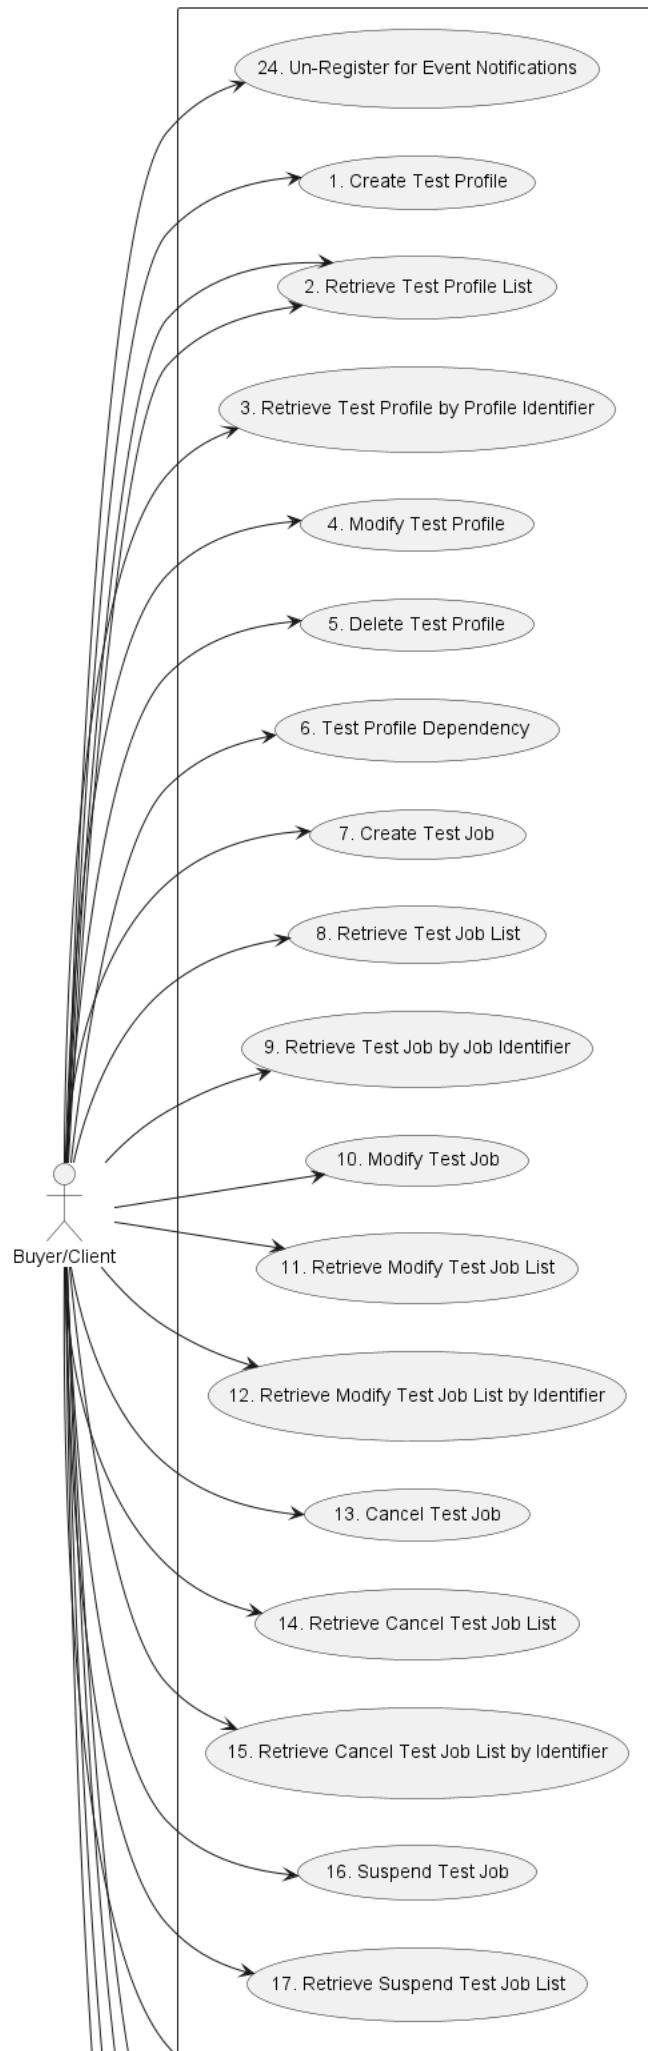 24. Un-Register for Event Notifications
1. Create Test Profile
2. Retrieve Test Profile List
3. Retrieve Test Profile by Profile Identifier
4. Modify Test Profile
5. Delete Test Profile
6. Test Profile Dependency
7. Create Test Job
8. Retrieve Test Job List
9. Retrieve Test Job by Job Identifier
10. Modify Test Job
Buyer/Client
11. Retrieve Modify Test Job List
12. Retrieve Modify Test Job List by Identifier
13. Cancel Test Job
14. Retrieve Cancel Test Job List
15. Retrieve Cancel Test Job List by Identifier
16. Suspend Test Job
17. Retrieve Suspend Test Job List